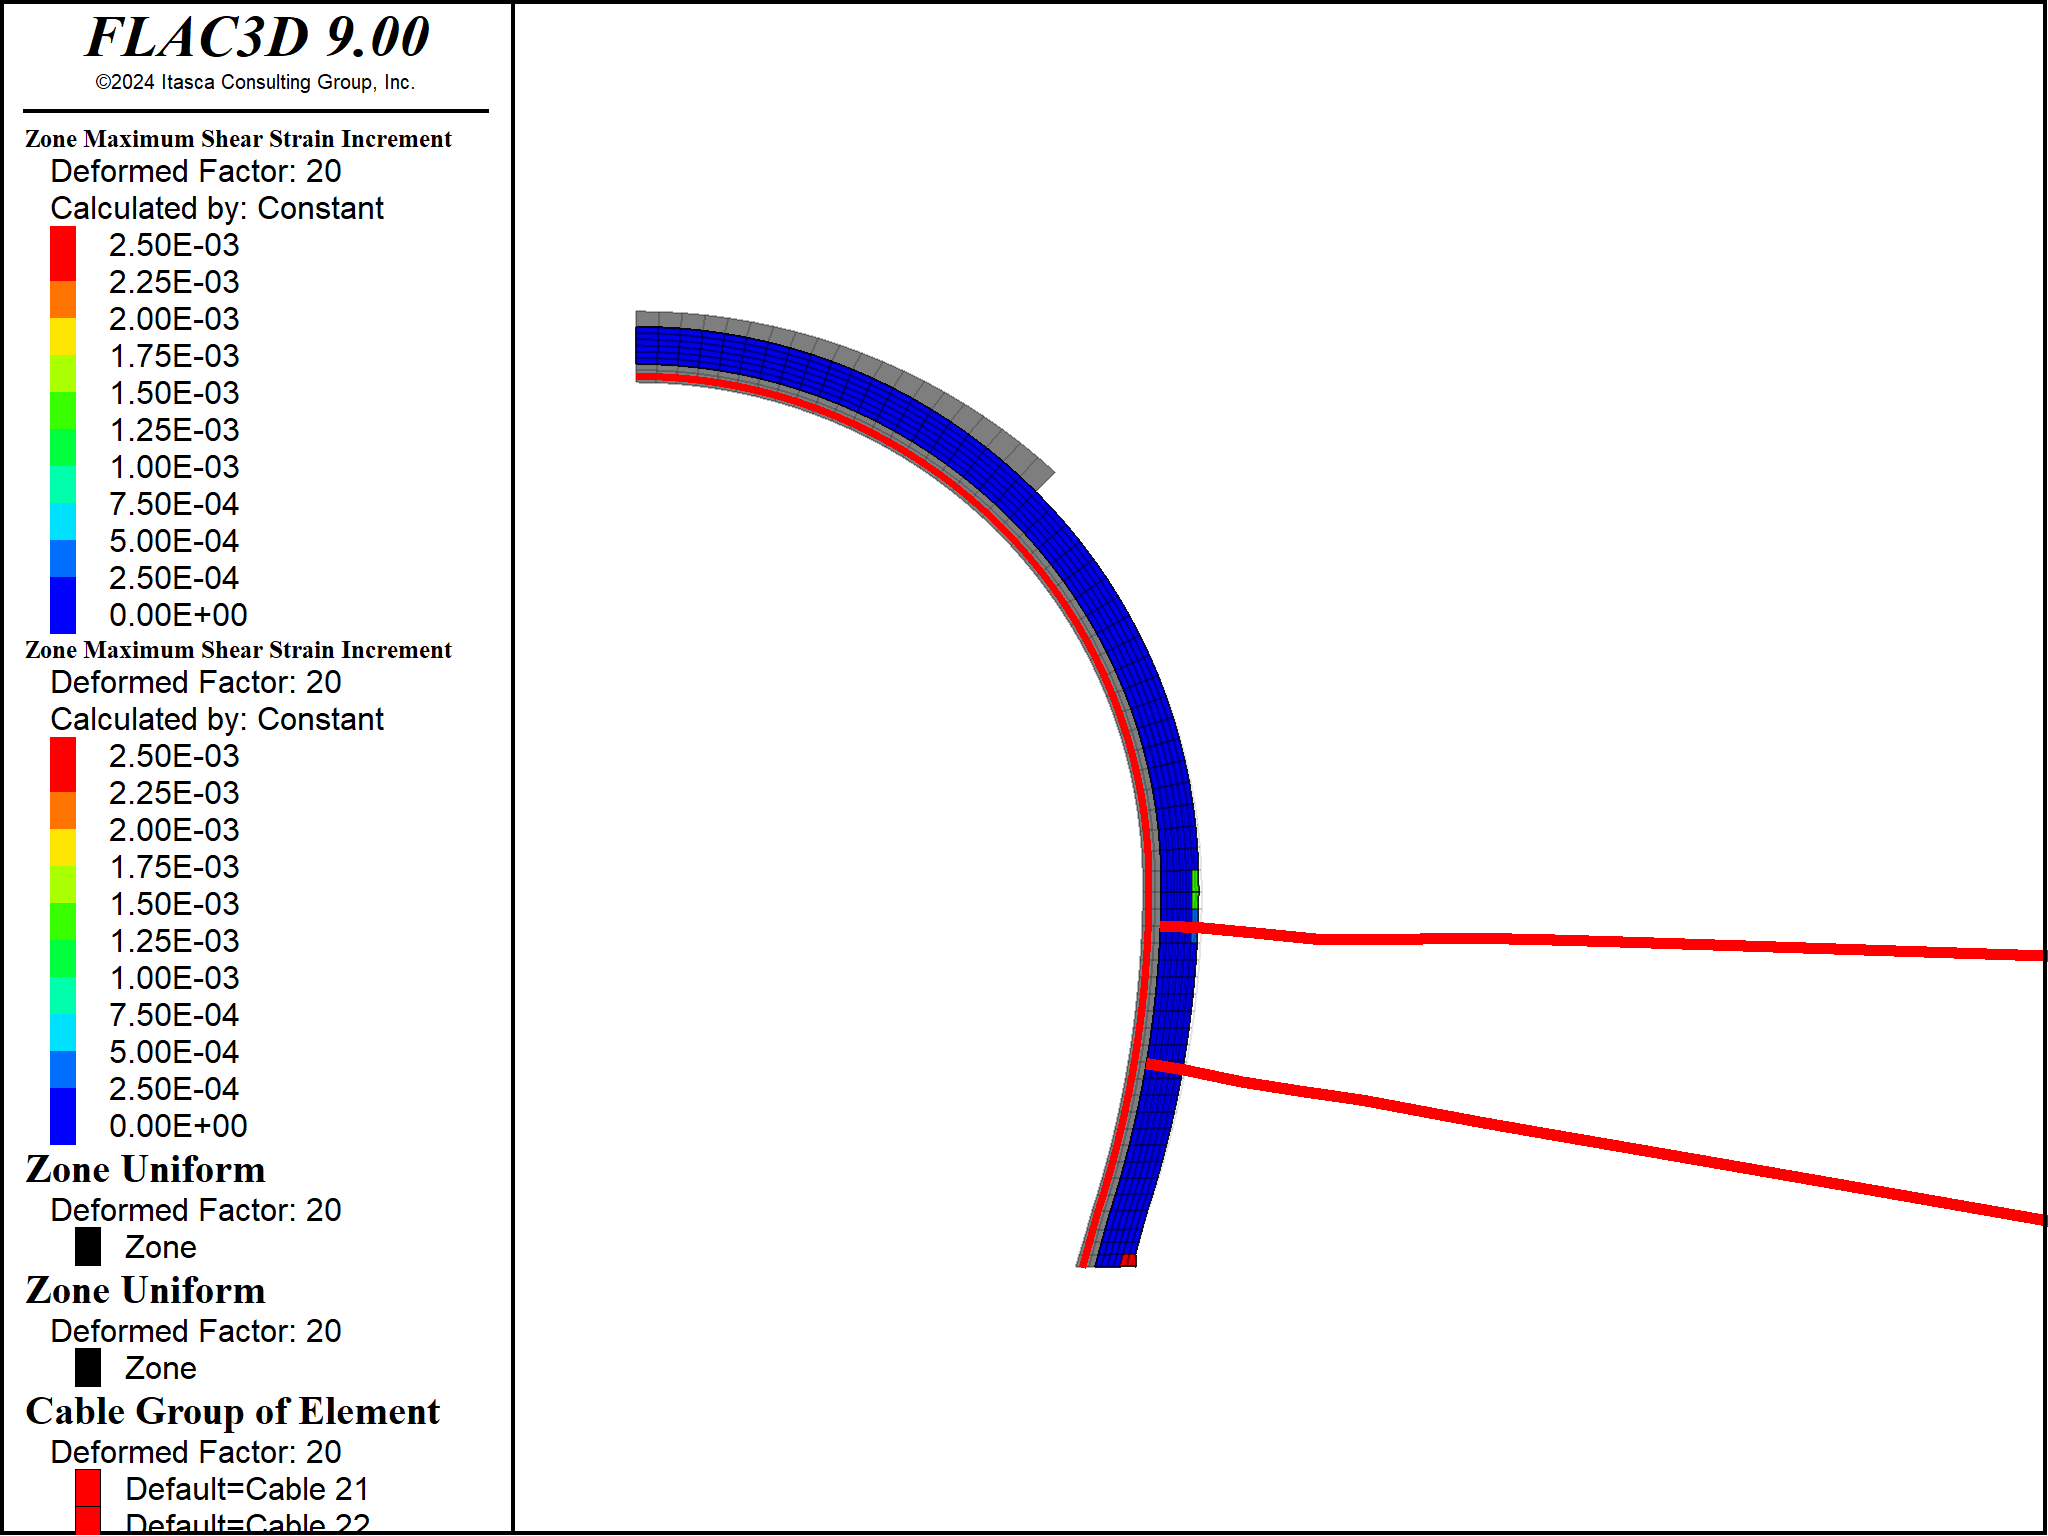 FLAC3D 9.00
©2024 Itasca Consulting Group, Inc.
Zone Maximum Shear Strain Increment
Deformed Factor: 20
Calculated by: Constant
2.50E-03
2.25E-03
2.00E-03
1.75E-03
1.50E-03
1.25E-03
1.00E-03
7.50E-04
5.00E-04
2.50E-04
0.00E+00
Zone Maximum Shear Strain Increment
Deformed Factor: 20
Calculated by: Constant
2.50E-03
2.25E-03
2.00E-03
1.75E-03
1.50E-03
1.25E-03
1.00E-03
7.50E-04
5.00E-04
2.50E-04
0.00E+00
Zone Uniform
Deformed Factor: 20
Zone
Zone Uniform
Deformed Factor: 20
Zone
Cable Group of Element
Deformed Factor: 20
Default=Cable 21
Default=Cable 22